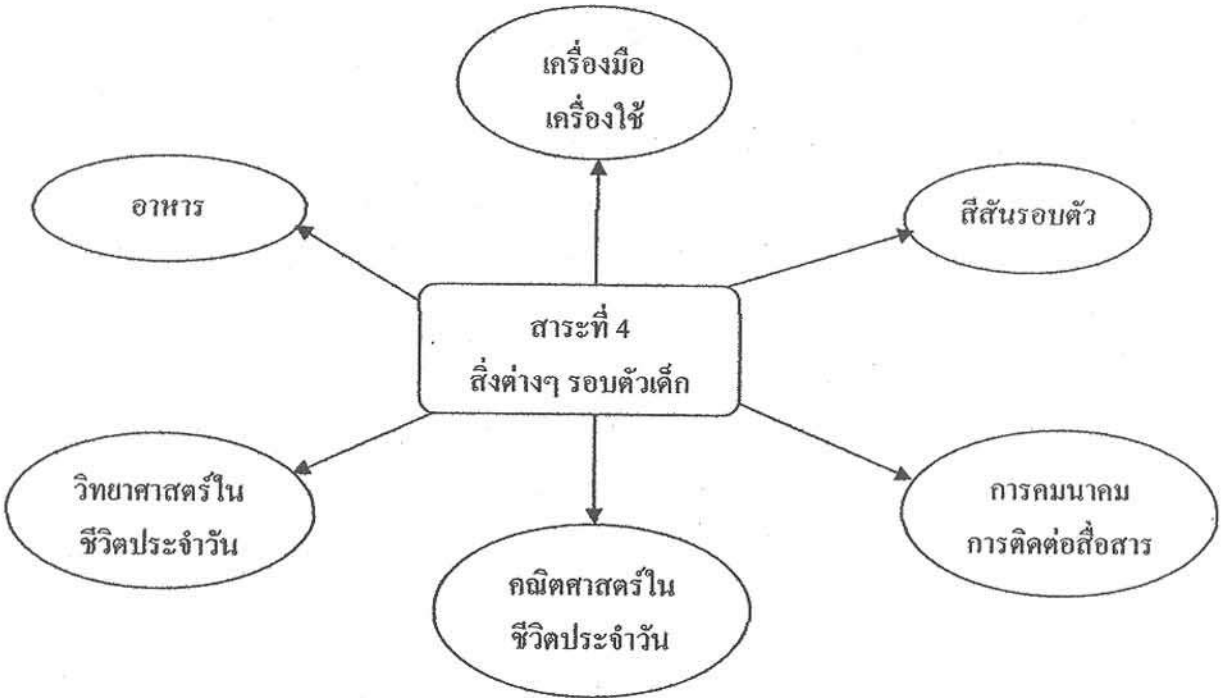 เครื่องมือ
เครื่องใช้
อาหาร
สีสันรอบตัว
สาระที่ 4
สิ่งต่างๆ รอบตัวเด็ก
วิทยาศาสตร์ใน
ชีวิตประจำวัน
การคมนาคม
การติดต่อสื่อสาร
คณิตศาสตร์ใน
ชีวิตประจำวัน